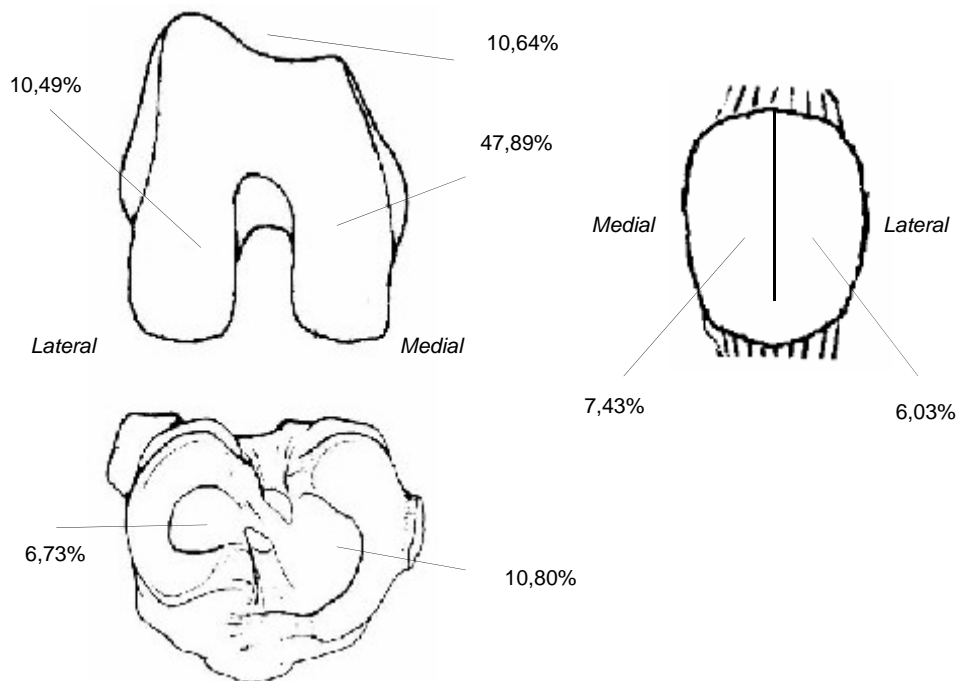 10,64%
10,49%
47,89%
Medial
Lateral
Lateral
Medial
7,43%
6,03%
6,73%
10,80%